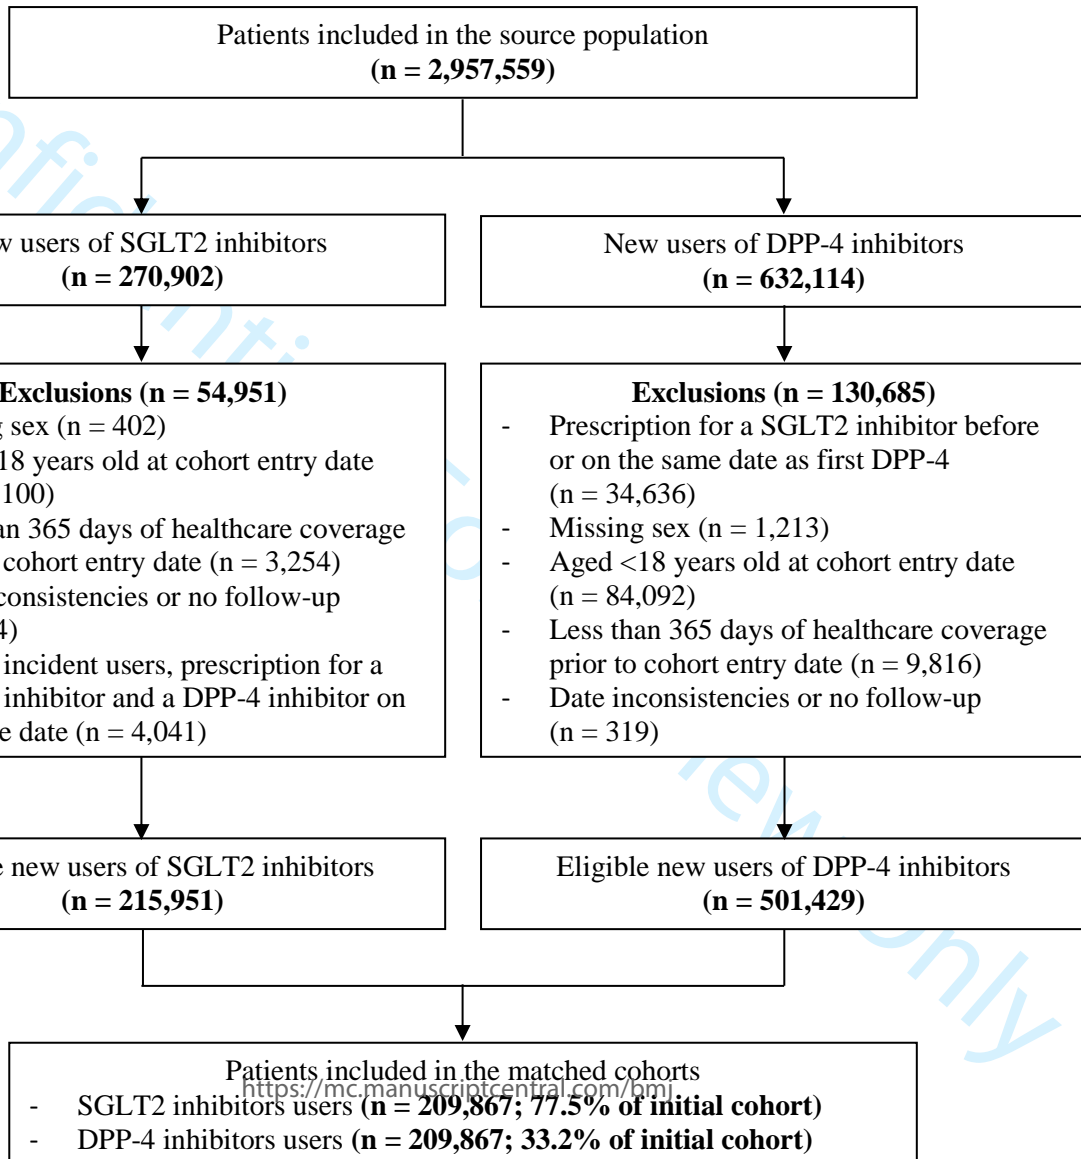 Patients included in the source population
(n = 2,957,559)
w users of SGLT2 inhibitors
(n = 270,902)
New users of DPP-4 inhibitors
(n = 632,114)
Exclusions (n = 54,951)
g sex (n = 402)
18 years old at cohort entry date
100)
an 365 days of healthcare coverage
cohort entry date (n = 3,254)
consistencies or no follow-up
4)
incident users, prescription for a
inhibitor and a DPP-4 inhibitor on
e date (n = 4,041)
Exclusions (n = 130,685)
- Prescription for a SGLT2 inhibitor before
or on the same date as first DPP-4
(n = 34,636)
- Missing sex (n = 1,213)
- Aged <18 years old at cohort entry date
(n = 84,092)
- Less than 365 days of healthcare coverage
prior to cohort entry date (n = 9,816)
- Date inconsistencies or no follow-up
(n = 319)
e new users of SGLT2 inhibitors
(n = 215,951)
Eligible new users of DPP-4 inhibitors
(n = 501,429)
Patients included in the matched cohorts
https://mc.manuscriptcentral.com/bmj
- SGLT2 inhibitors users (n = 209,867; 77.5% of initial cohort)
- DPP-4 inhibitors users (n = 209,867; 33.2% of initial cohort)